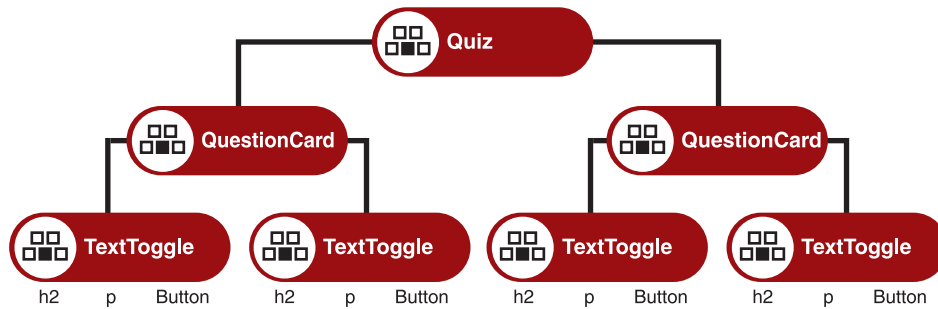 Quiz
QuestionCard QuestionCard
TextToggle TextToggle TextToggle TextToggle
h2 p Button h2 p Button h2 p Button h2 p Button